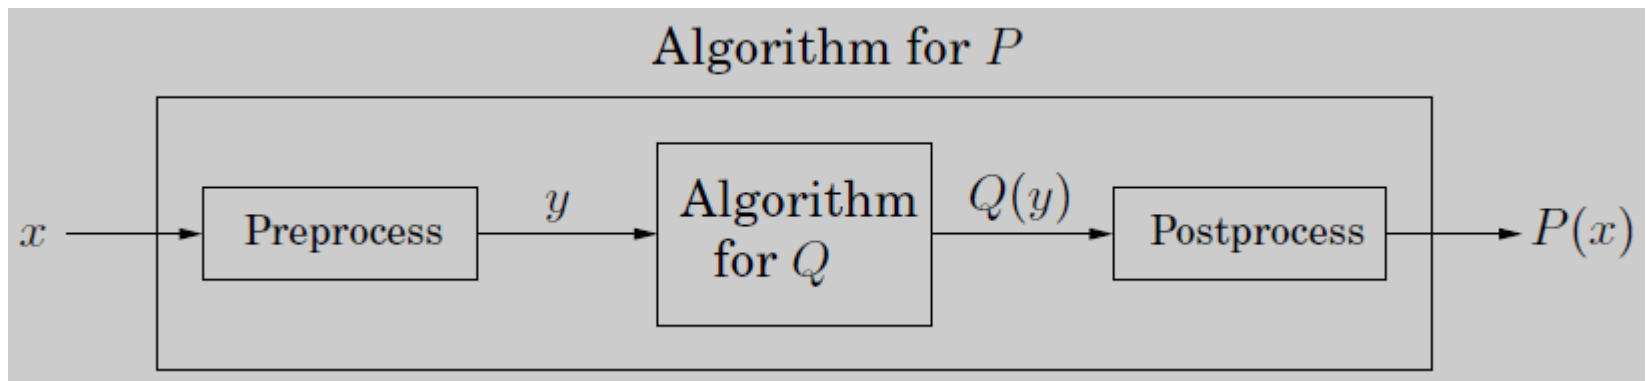 Algorithm for P
x
Preprocess
y
Algorithm
for Q
Q(y)
Postprocess
P(x)